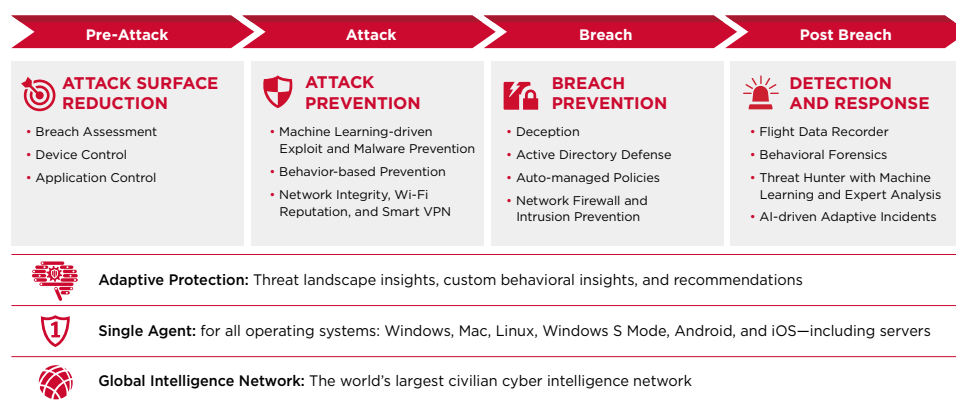 Pre-Attack
Attack
Breach
Post Breach
ATTACK SURFACE
REDUCTION
• Breach Assessment
• Device Control
• Application Control
ATTACK
PREVENTION
• Machine Learning-driven
Exploit and Malware Prevention
• Behavior-based Prevention
• Network Integrity, Wi-Fi
Reputation, and Smart VPN
BREACH
PREVENTION
• Deception
• Active Directory Defense
• Auto-managed Policies
• Network Firewall and
Intrusion Prevention
DETECTION
AND RESPONSE
• Flight Data Recorder
• Behavioral Forensics
• Threat Hunter with Machine
Learning and Expert Analysis
• AI-driven Adaptive Incidents
Adaptive Protection: Threat landscape insights, custom behavioral insights, and recommendations
1
Single Agent: for all operating systems: Windows, Mac, Linux, Windows S Mode, Android, and iOS—including servers
Global Intelligence Network: The world's largest civilian cyber intelligence network